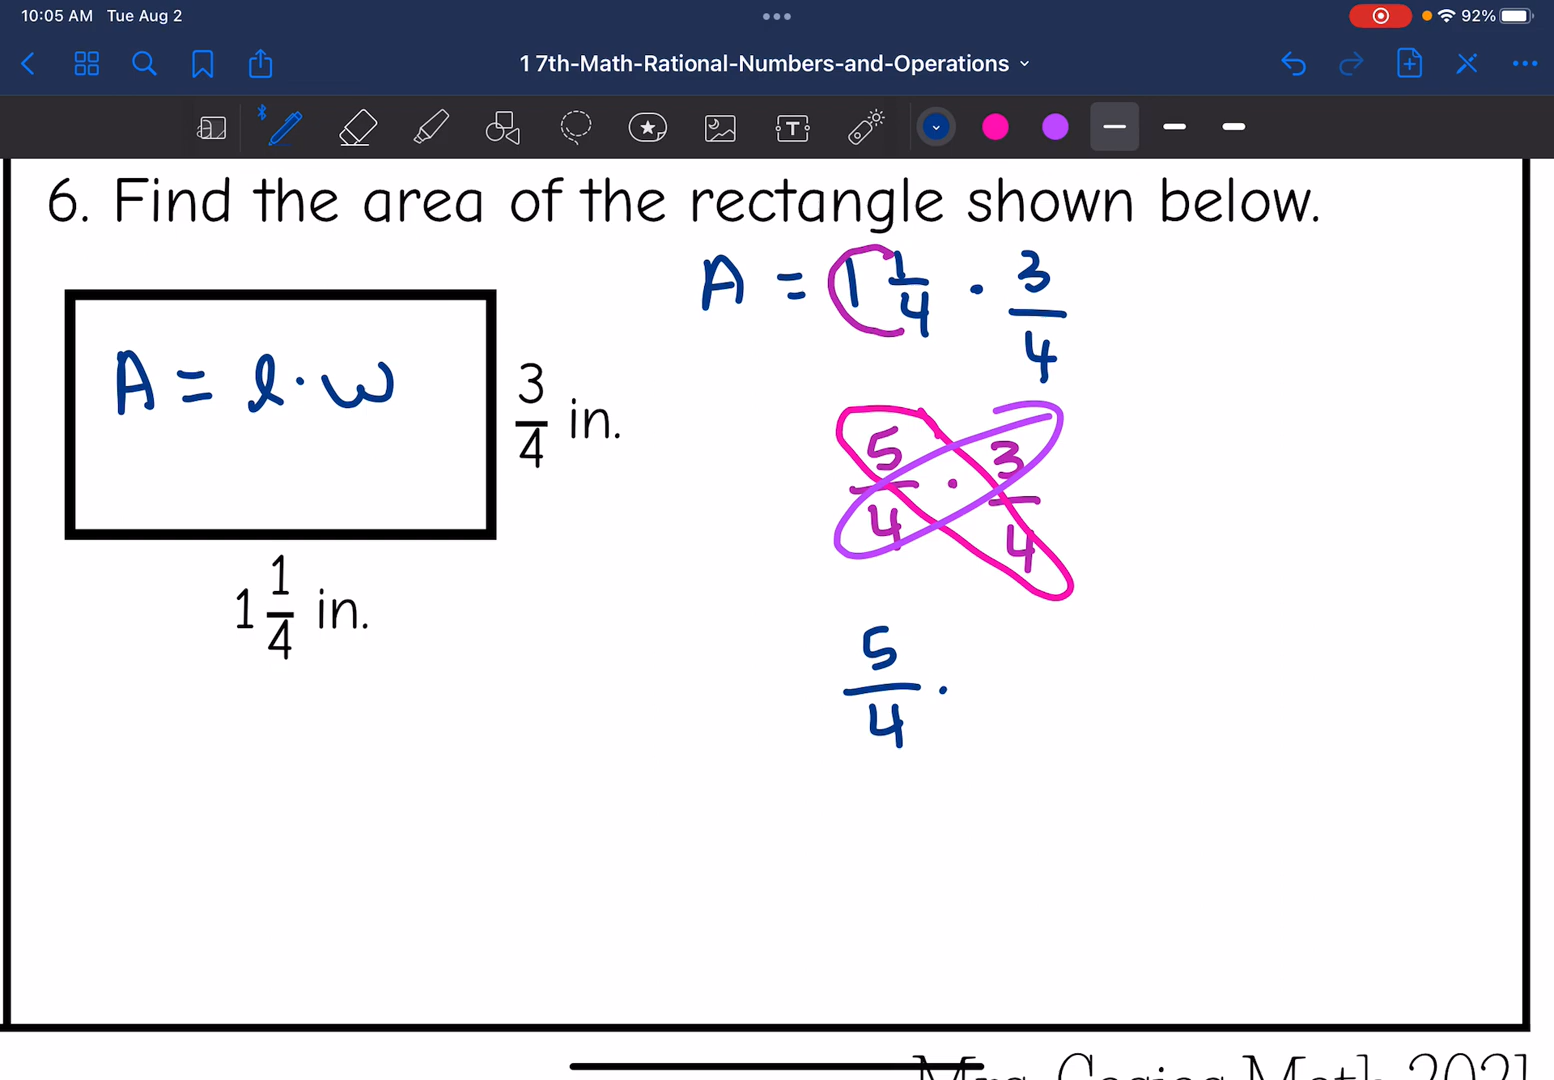 10:05 AM Tue Aug 2
92%
1 7th-Math-Rational-Numbers-and-Operations
6. Find the area of the rectangle shown below.
A = 1 1/4 · 3/4
A = l · w
3/4 in.
5/4 · 3/4
1 1/4 in.
5/4 ·
Math 2021